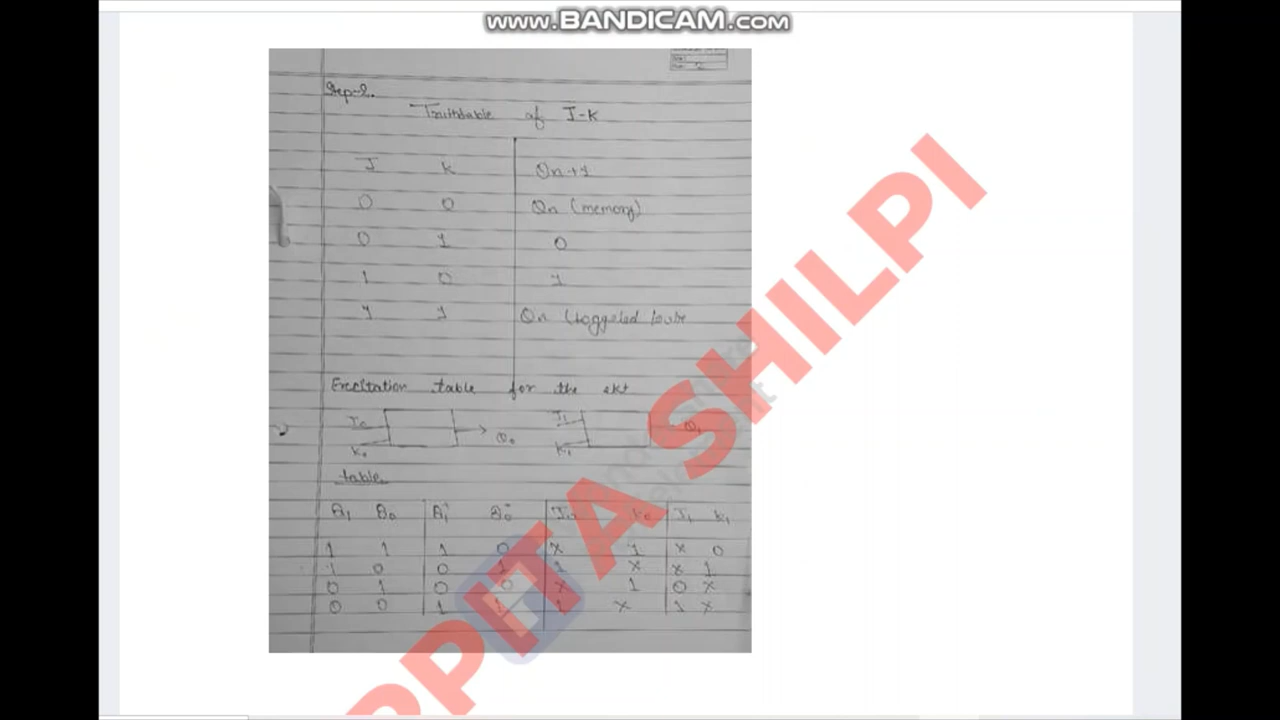 www.BANDICAM.com
Step-2.
Truthtable of J-K
J K Qn+1
0 0 Qn (memory)
0 1 0
1 0 1
1 1 Qn (toggeled
Excitation table for the ckt
J0 K0 Q0 J1 K1 Q1
table
Q1 Q0 Q1+ Q0+ J0 K0 J1 K1
1 1 1 0 x 1 x 0
1 0 0 1 1 x x 1
0 1 0 0 x 1 0 x
0 0 1 1 1 x 1 x
PPITA SHILPI